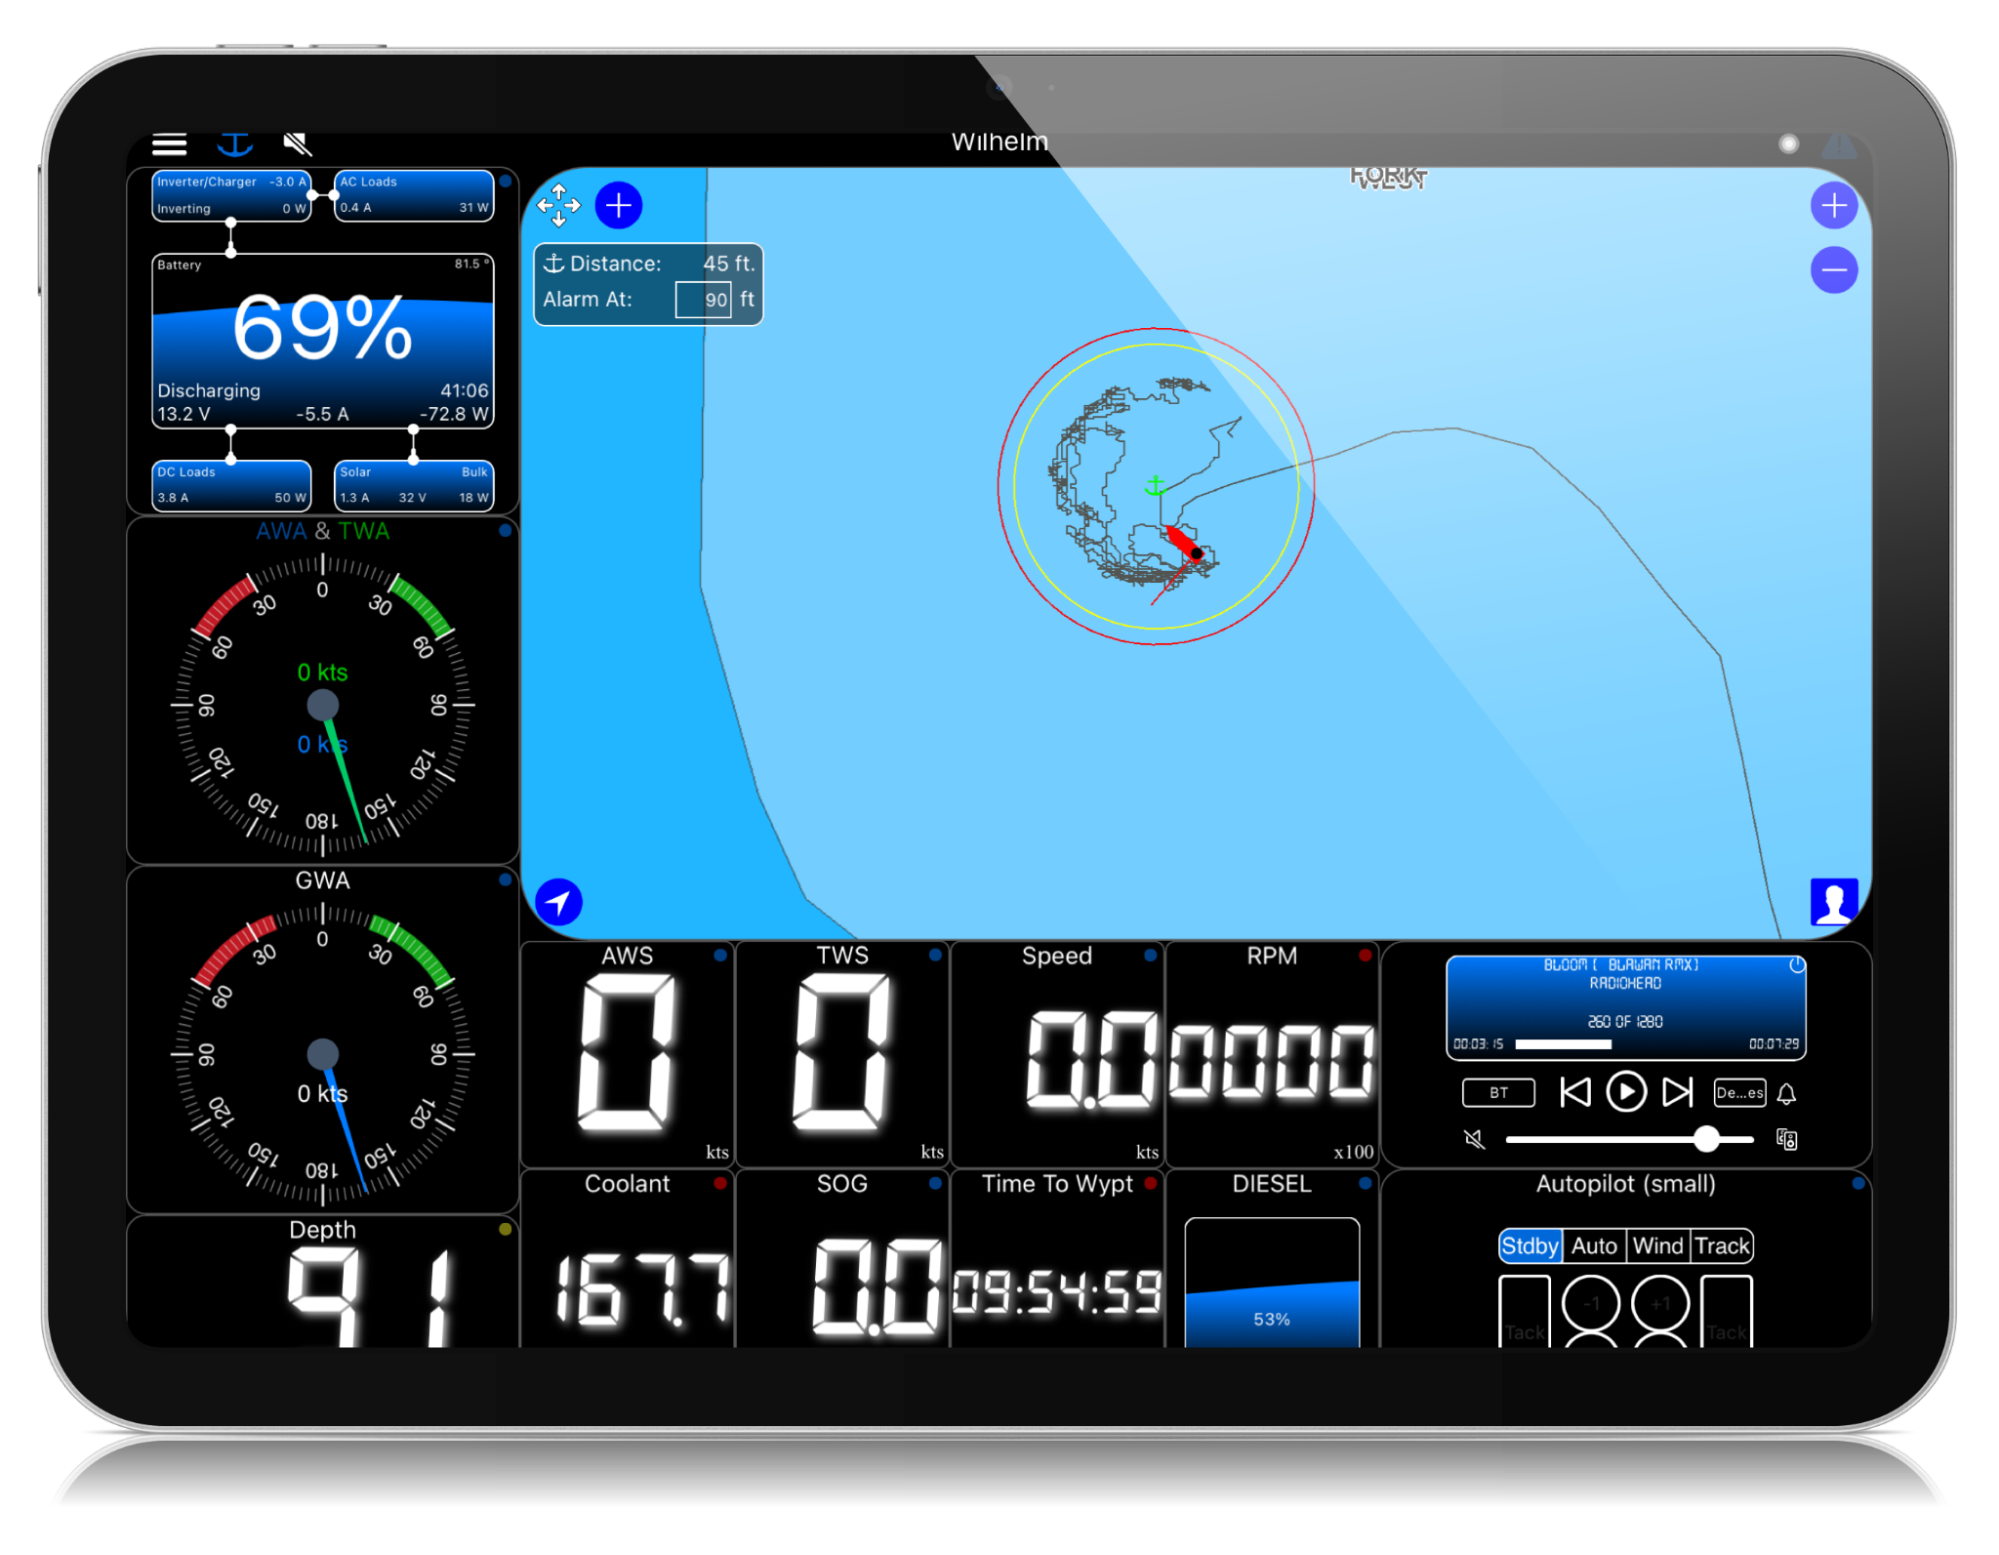 Wilhelm
Inverter/Charger -3.0 A
Inverting 0 W
AC Loads
0.4 A 31 W
Battery 81.5 °
69%
Discharging 41:06
13.2 V -5.5 A -72.8 W
DC Loads
3.8 A 50 W
Solar Bulk
1.3 A 32 V 18 W
AWA & TWA
0
30 30
60 60
0 kts
90 90
0 kts
120 120
150 150
180
GWA
0
30 30
60 60
90 90
0 kts
120 120
150 150
180
Depth
91
FORK
WEST
Distance: 45 ft.
Alarm At: 90 ft
AWS
0
kts
TWS
0
kts
Speed
0.0
kts
RPM
0000
x100
BLOOM ( BLAWAN RMX)
RADIOHEAD
260 OF 1280
00:03:15 00:07:29
BT
De...es
Coolant
167.7
SOG
0.0
Time To Wypt
09:54:59
DIESEL
53%
Autopilot (small)
Stdby Auto Wind Track
Tack -1 +1 Tack